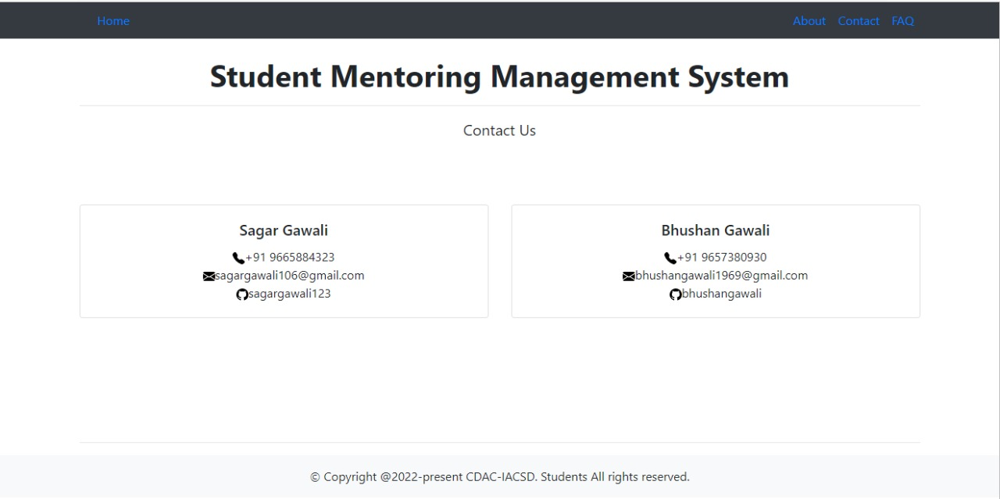 Home About Contact FAQ
Student Mentoring Management System
Contact Us
Sagar Gawali
+91 9665884323
sagargawali106@gmail.com
sagargawali123
Bhushan Gawali
+91 9657380930
bhushangawali1969@gmail.com
bhushangawali
© Copyright @2022-present CDAC-IACSD. Students All rights reserved.